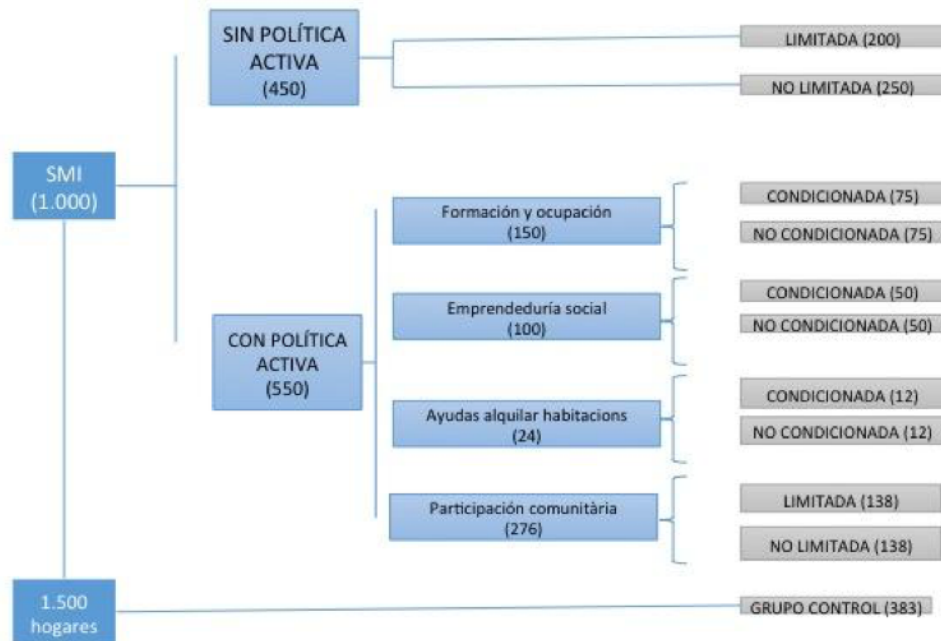 SIN POLÍTICA
ACTIVA
(450)
LIMITADA (200)
NO LIMITADA (250)
SMI
(1.000)
CON POLÍTICA
ACTIVA
(550)
Formación y ocupación
(150)
CONDICIONADA (75)
NO CONDICIONADA (75)
Emprendeduría social
(100)
CONDICIONADA (50)
NO CONDICIONADA (50)
Ayudas alquilar habitacions
(24)
CONDICIONADA (12)
NO CONDICIONADA (12)
Participación comunitària
(276)
LIMITADA (138)
NO LIMITADA (138)
1.500
hogares
GRUPO CONTROL (383)